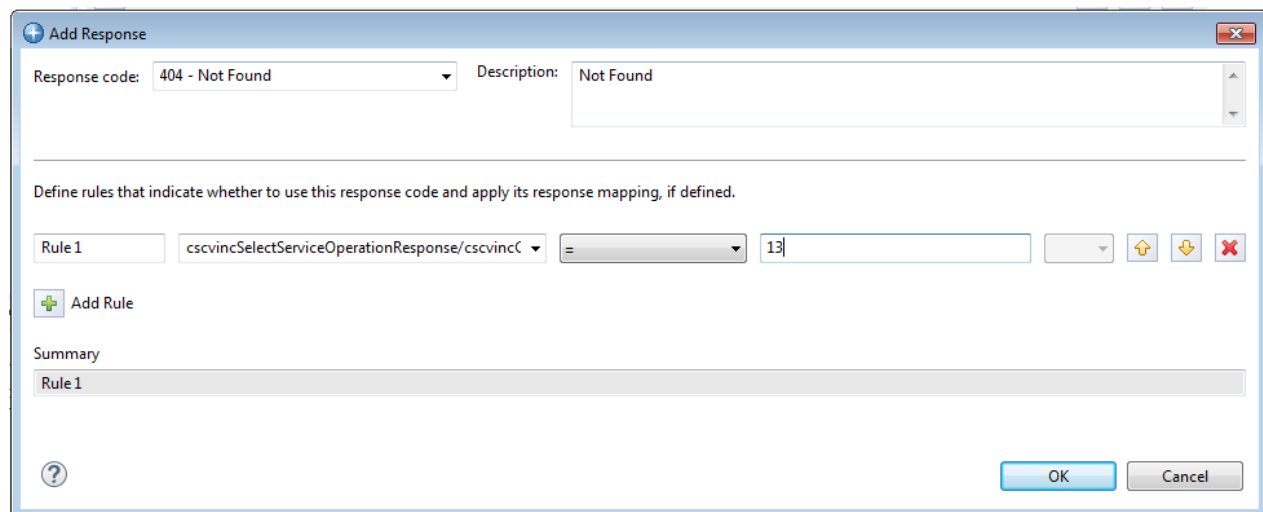 Add Response
Response code: 404 - Not Found Description: Not Found
Define rules that indicate whether to use this response code and apply its response mapping, if defined.
Rule 1 cscvincSelectServiceOperationResponse/cscvincC = 13
Add Rule
Summary
Rule 1
? OK Cancel